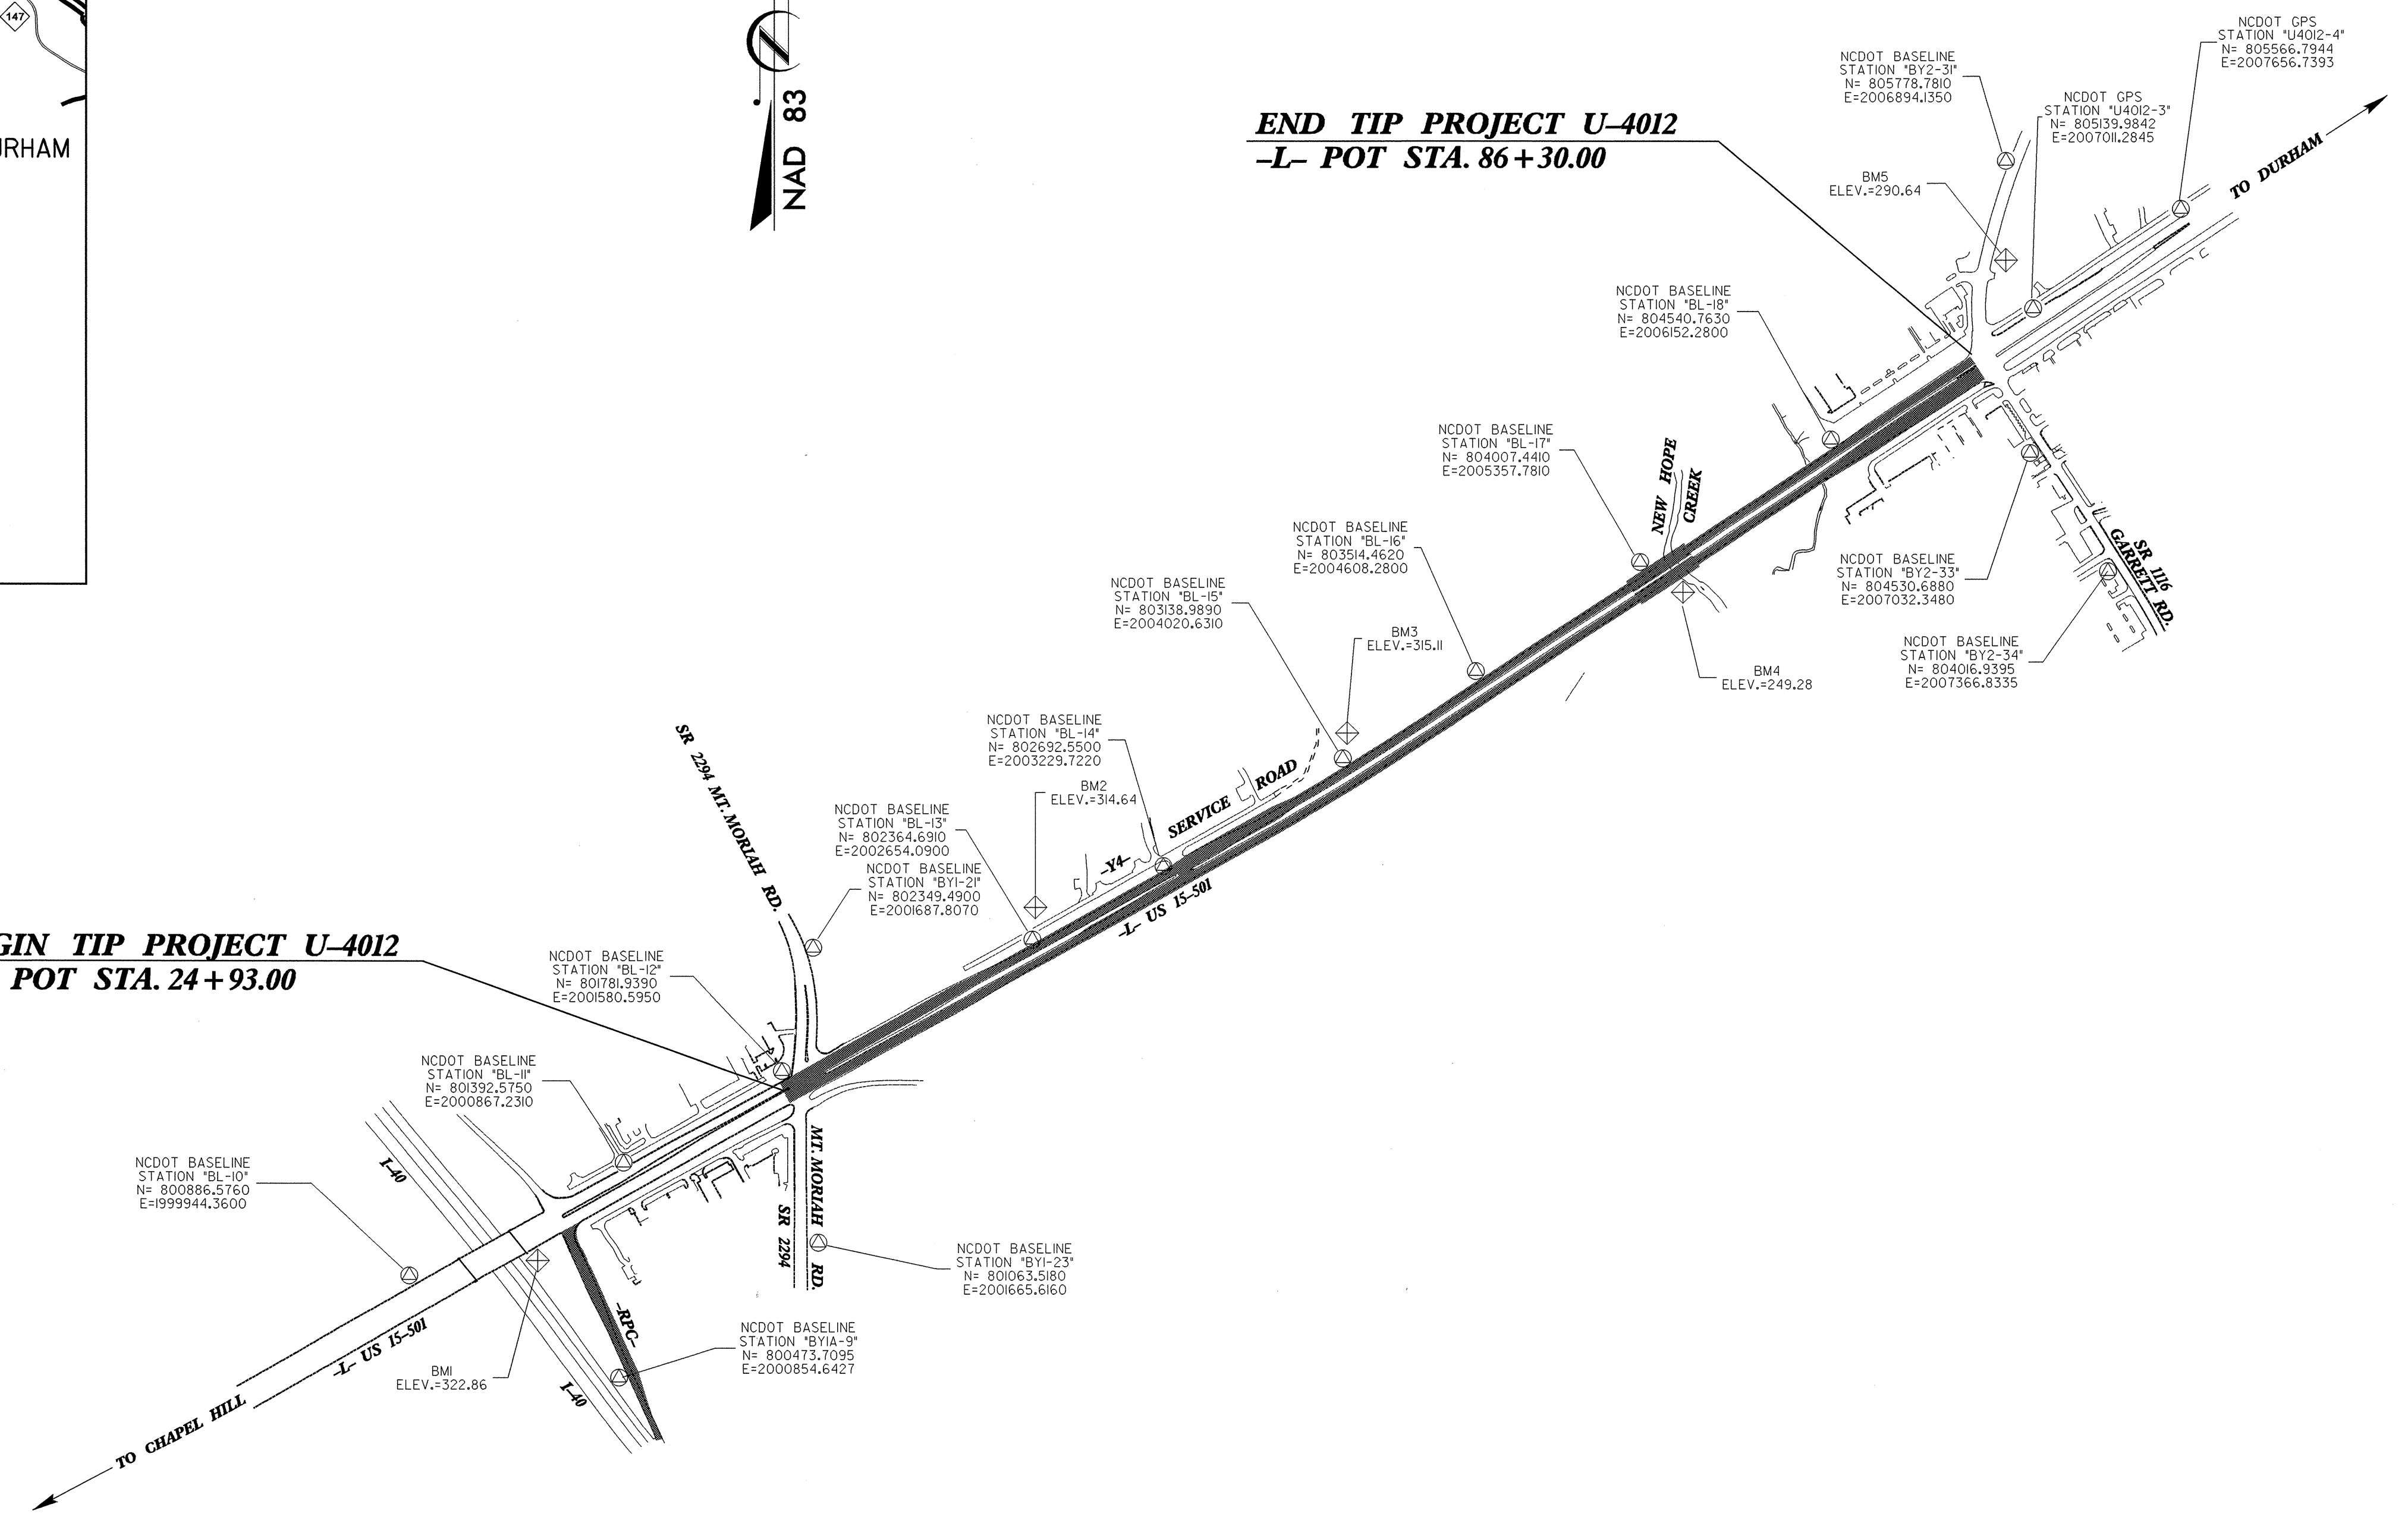 147
JRHAM
NAD 83
NCDOT GPS
STATION "U4012-4"
N= 805566.7944
E=2007656.7393
NCDOT BASELINE
STATION "BY2-31"
N= 805778.7810
E=2006894.1350
NCDOT GPS
STATION "U4012-3"
N= 805139.9842
E=2007011.2845
END TIP PROJECT U–4012
–L– POT STA. 86+30.00
TO DURHAM
BM5
ELEV.=290.64
NCDOT BASELINE
STATION "BL-18"
N= 804540.7630
E=2006152.2800
NCDOT BASELINE
STATION "BL-17"
N= 804007.4410
E=2005357.7810
NEW HOPE
CREEK
NCDOT BASELINE
STATION "BL-16"
N= 803514.4620
E=2004608.2800
NCDOT BASELINE
STATION "BY2-33"
N= 804530.6880
E=2007032.3480
SR 1116
GARRETT RD.
NCDOT BASELINE
STATION "BL-15"
N= 803138.9890
E=2004020.6310
BM3
ELEV.=315.11
NCDOT BASELINE
STATION "BY2-34"
N= 804016.9395
E=2007366.8335
BM4
ELEV.=249.28
NCDOT BASELINE
STATION "BL-14"
N= 802692.5500
E=2003229.7220
SR 2294 MT. MORIAH RD.
BM2
ELEV.=314.64
SERVICE ROAD
NCDOT BASELINE
STATION "BL-13"
N= 802364.6910
E=2002654.0900
–Y4–
NCDOT BASELINE
STATION "BY1-21"
N= 802349.4900
E=2001687.8070
–L– US 15–501
GIN TIP PROJECT U–4012
POT STA. 24+93.00
NCDOT BASELINE
STATION "BL-12"
N= 801781.9390
E=2001580.5950
NCDOT BASELINE
STATION "BL-11"
N= 801392.5750
E=2000867.2310
NCDOT BASELINE
STATION "BL-10"
N= 800886.5760
E=1999944.3600
I–40
MT. MORIAH RD.
SR 2294
NCDOT BASELINE
STATION "BY1-23"
N= 801063.5180
E=2001665.6160
–RPC–
NCDOT BASELINE
STATION "BY1A-9"
N= 800473.7095
E=2000854.6427
–L– US 15–501
BM1
ELEV.=322.86
I–40
TO CHAPEL HILL